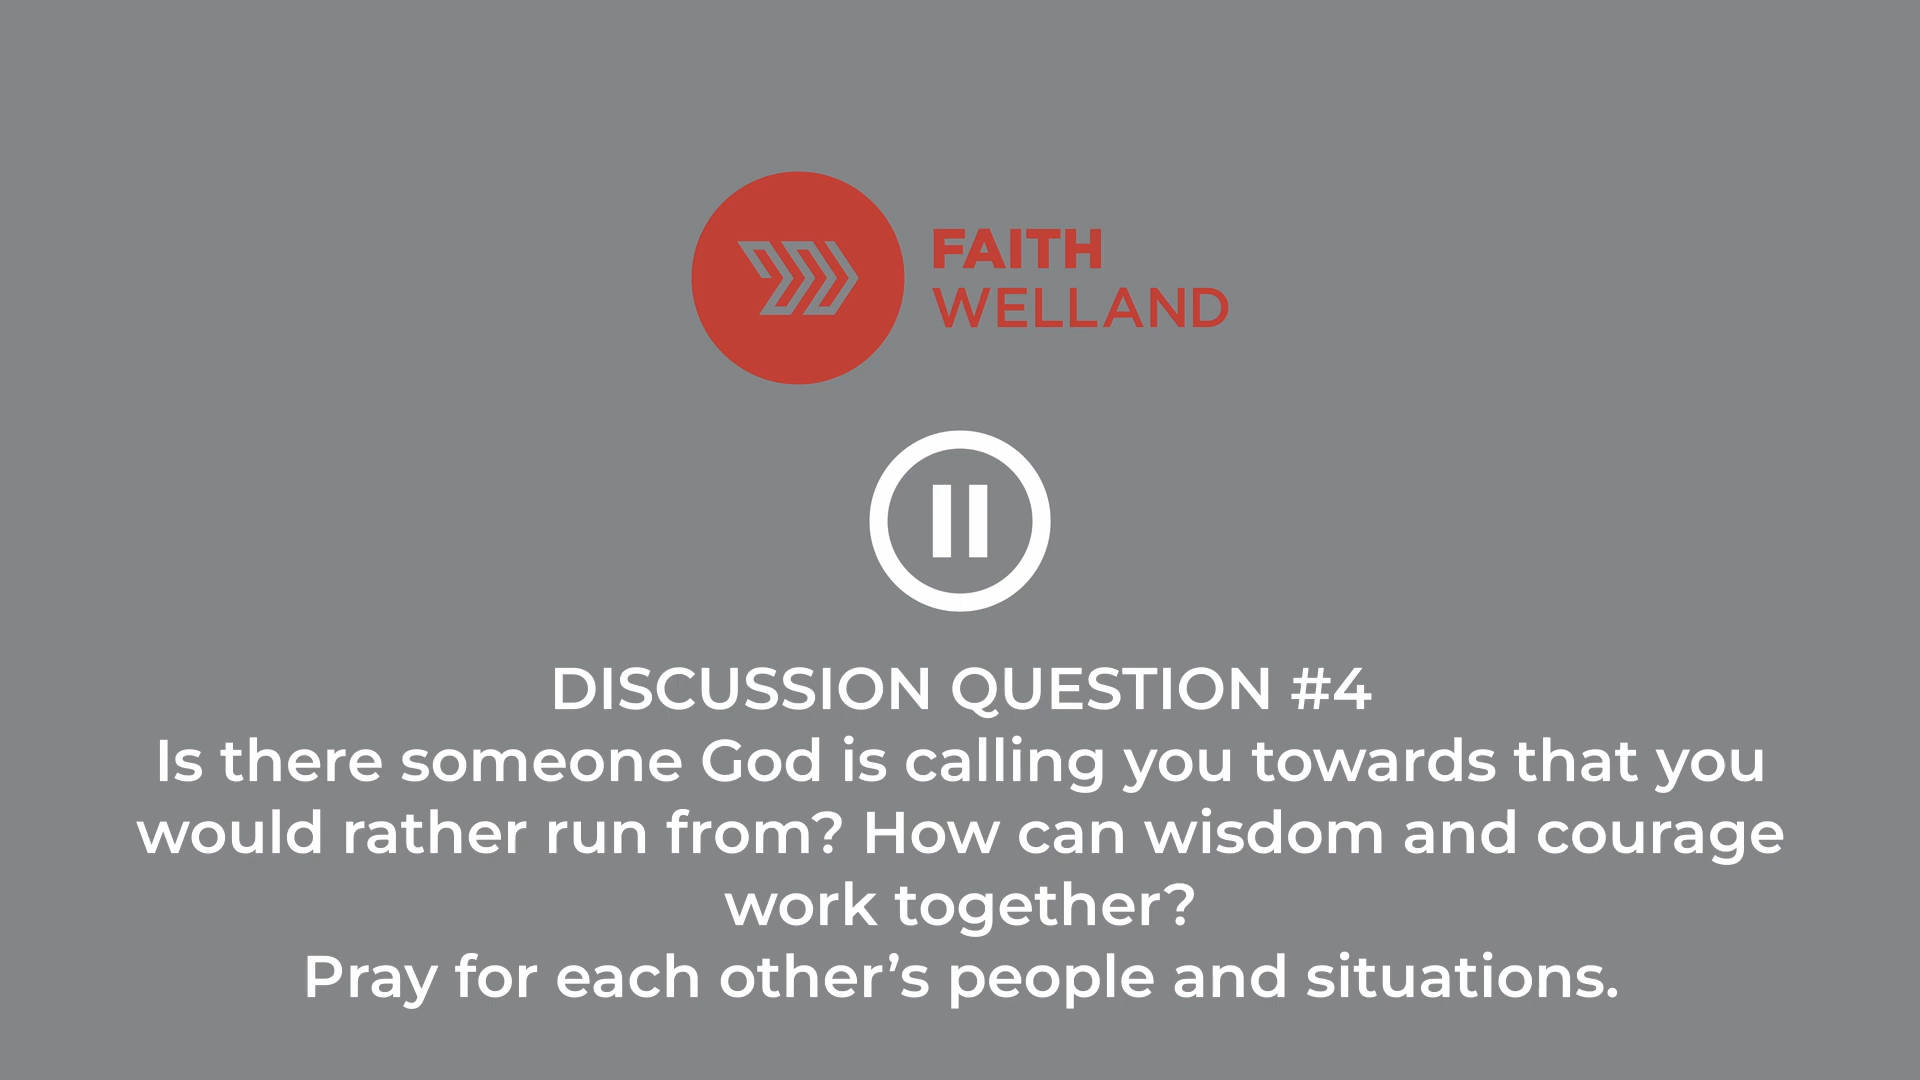 FAITH
WELLAND
DISCUSSION QUESTION #4
Is there someone God is calling you towards that you
would rather run from? How can wisdom and courage
work together?
Pray for each other’s people and situations.